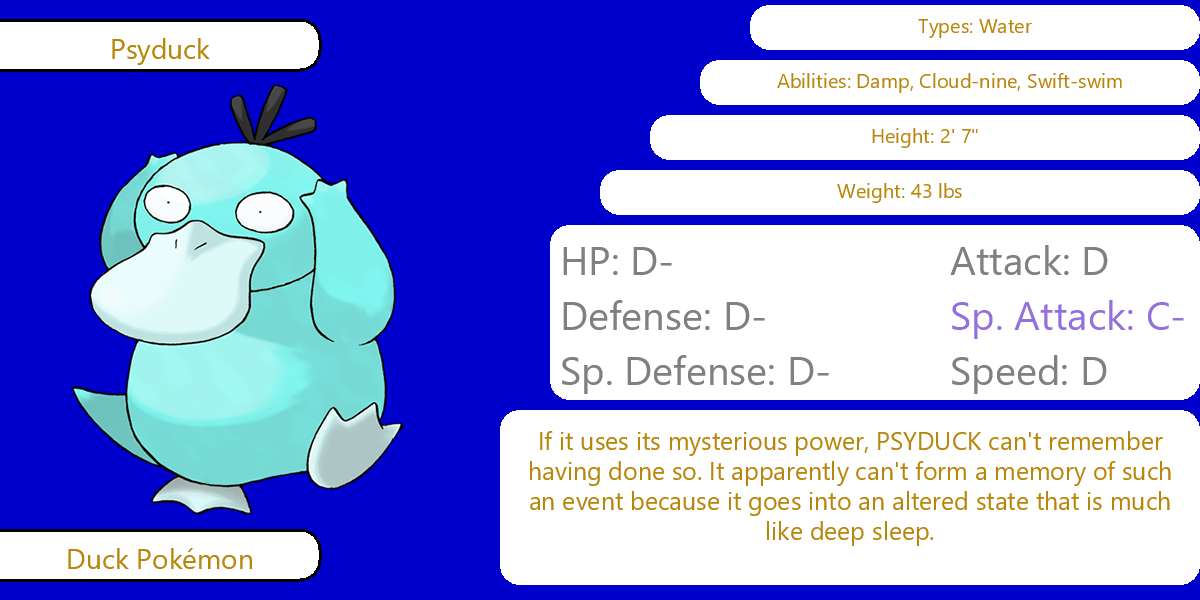 Psyduck
Types: Water
Abilities: Damp, Cloud-nine, Swift-swim
Height: 2' 7"
Weight: 43 lbs
HP: D-
Attack: D
Defense: D-
Sp. Attack: C-
Sp. Defense: D-
Speed: D
If it uses its mysterious power, PSYDUCK can't remember
having done so. It apparently can't form a memory of such
an event because it goes into an altered state that is much
like deep sleep.
Duck Pokémon